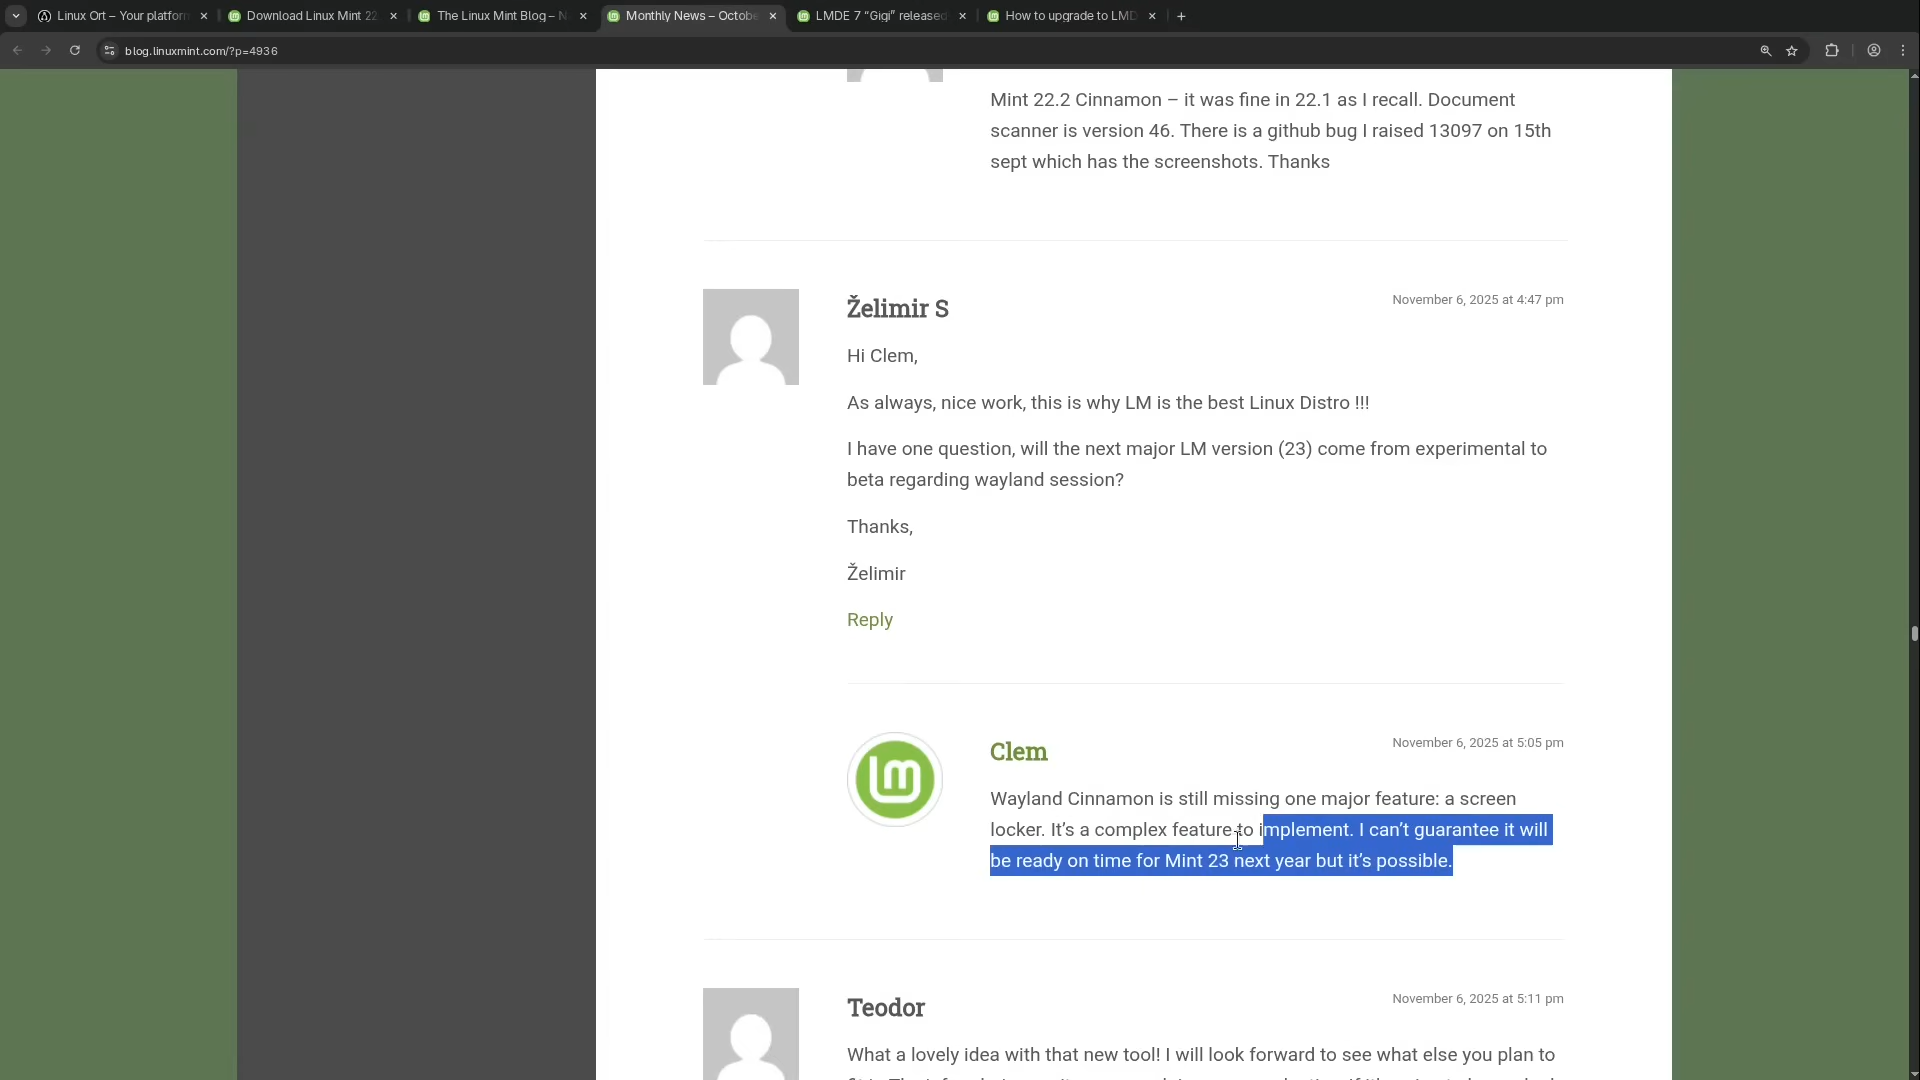 Linux Ort – Your platfor
Download Linux Mint 22
The Linux Mint Blog – N
Monthly News – Octobe
LMDE 7 “Gigi” released
How to upgrade to LMD
blog.linuxmint.com/?p=4936
Mint 22.2 Cinnamon – it was fine in 22.1 as I recall. Document
scanner is version 46. There is a github bug I raised 13097 on 15th
sept which has the screenshots. Thanks
Želimir S
November 6, 2025 at 4:47 pm
Hi Clem,
As always, nice work, this is why LM is the best Linux Distro !!!
I have one question, will the next major LM version (23) come from experimental to
beta regarding wayland session?
Thanks,
Želimir
Reply
Clem
November 6, 2025 at 5:05 pm
Wayland Cinnamon is still missing one major feature: a screen
locker. It’s a complex feature to implement. I can’t guarantee it will
be ready on time for Mint 23 next year but it’s possible.
Teodor
November 6, 2025 at 5:11 pm
What a lovely idea with that new tool! I will look forward to see what else you plan to